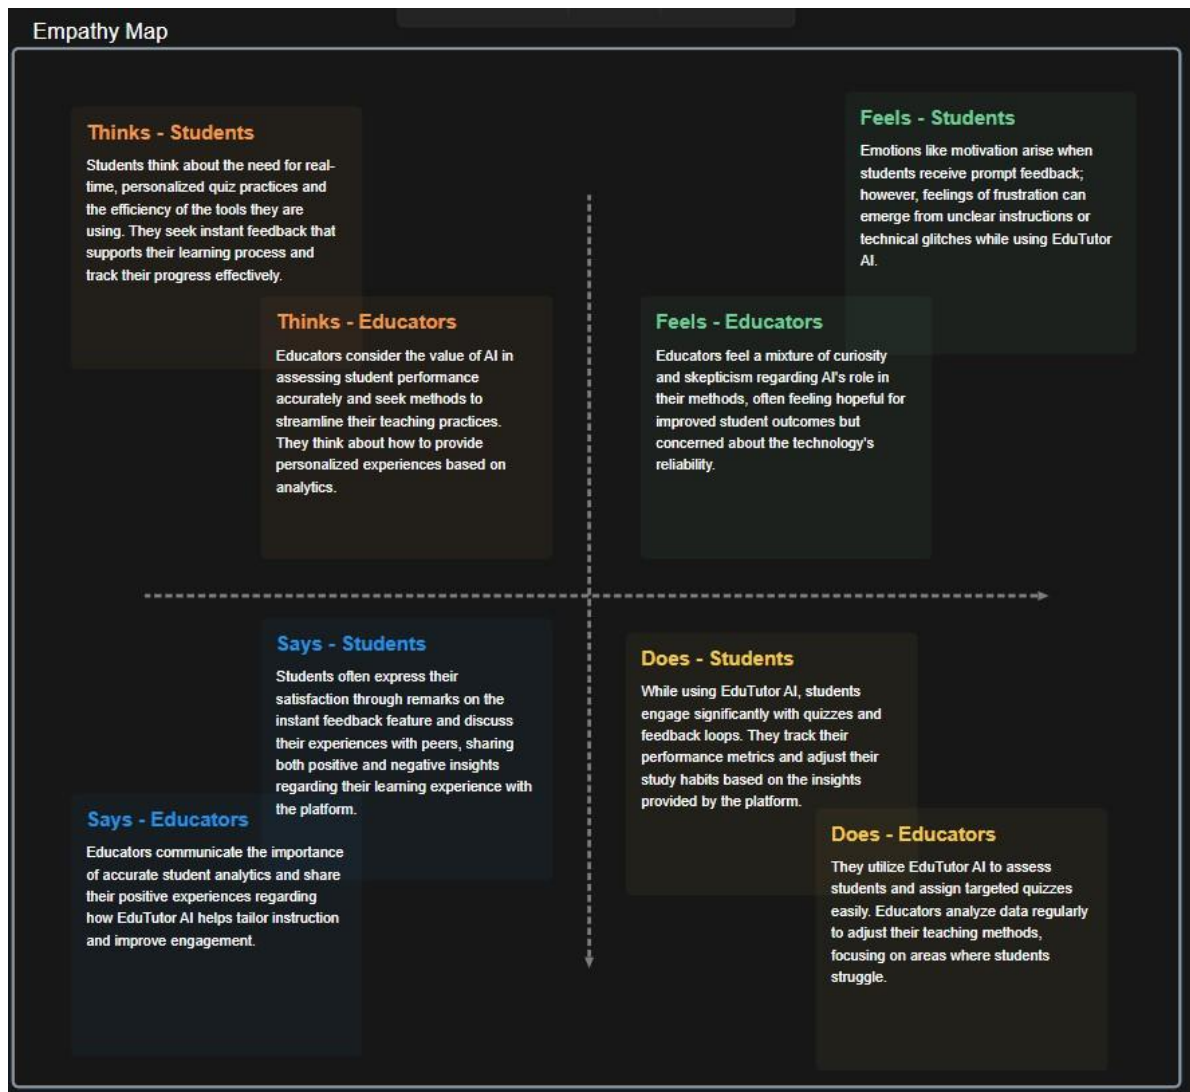 Empathy Map
Thinks - Students
Students think about the need for real-
time, personalized quiz practices and
the efficiency of the tools they are
using. They seek instant feedback that
supports their learning process and
track their progress effectively.
Thinks - Educators
Educators consider the value of AI in
assessing student performance
accurately and seek methods to
streamline their teaching practices.
They think about how to provide
personalized experiences based on
analytics.
Feels - Students
Emotions like motivation arise when
students receive prompt feedback;
however, feelings of frustration can
emerge from unclear instructions or
technical glitches while using EduTutor
AI.
Feels - Educators
Educators feel a mixture of curiosity
and skepticism regarding AI's role in
their methods, often feeling hopeful for
improved student outcomes but
concerned about the technology's
reliability.
Says - Students
Students often express their
satisfaction through remarks on the
instant feedback feature and discuss
their experiences with peers, sharing
both positive and negative insights
regarding their learning experience with
the platform.
Says - Educators
Educators communicate the importance
of accurate student analytics and share
their positive experiences regarding
how EduTutor AI helps tailor instruction
and improve engagement.
Does - Students
While using EduTutor AI, students
engage significantly with quizzes and
feedback loops. They track their
performance metrics and adjust their
study habits based on the insights
provided by the platform.
Does - Educators
They utilize EduTutor AI to assess
students and assign targeted quizzes
easily. Educators analyze data regularly
to adjust their teaching methods,
focusing on areas where students
struggle.